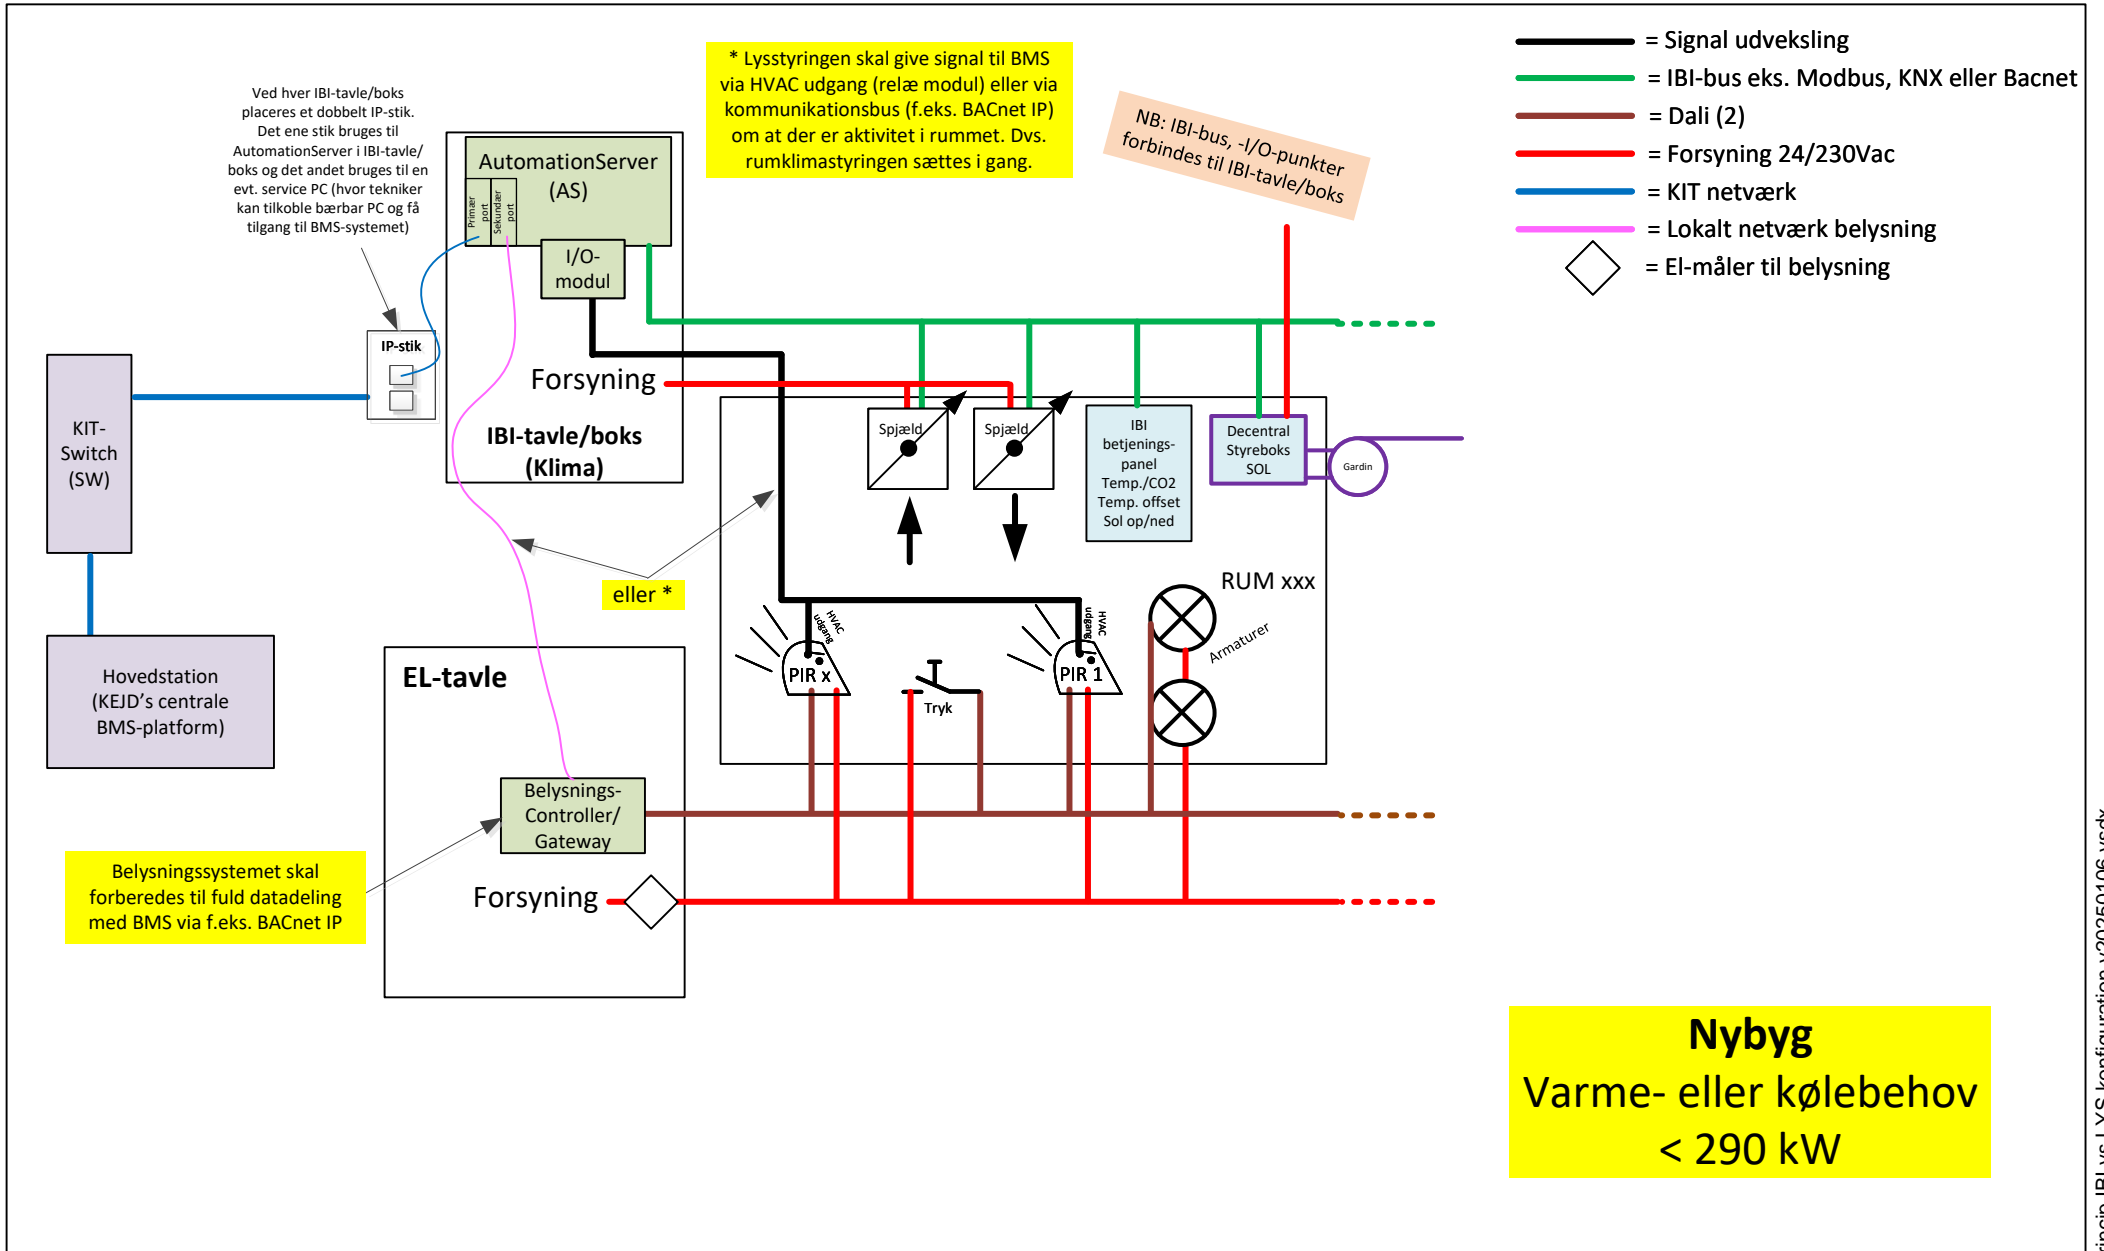 Ved hver IBI-tavle/boks
placeres et dobbelt IP-stik.
Det ene stik bruges til
AutomationServer i IBI-tavle/
boks og det andet bruges til en
evt. service PC (hvor tekniker
kan tilkoble bærbar PC og få
tilgang til BMS-systemet)
AutomationServer
(AS)
Primær
port
Sekundær
port
I/O-
modul
* Lysstyringen skal give signal til BMS
via HVAC udgang (relæ modul) eller via
kommunikationsbus (f.eks. BACnet IP)
om at der er aktivitet i rummet. Dvs.
rumklimastyringen sættes i gang.
NB: IBI-bus, -I/O-punkter
forbindes til IBI-tavle/boks
= Signal udveksling
= IBI-bus eks. Modbus, KNX eller Bacnet
= Dali (2)
= Forsyning 24/230Vac
= KIT netværk
= Lokalt netværk belysning
= El-måler til belysning
IP-stik
KIT-
Switch
(SW)
Forsyning
IBI-tavle/boks
(Klima)
Spjæld
Spjæld
IBI
betjenings-
panel
Temp./CO2
Temp. offset
Sol op/ned
Decentral
Styreboks
SOL
Gardin
eller *
RUM xxx
HVAC
udgang
PIR x
HVAC
udgang
PIR 1
Armaturer
Tryk
Hovedstation
(KEJD's centrale
BMS-platform)
EL-tavle
Belysnings-
Controller/
Gateway
Belysningssystemet skal
forberedes til fuld datadeling
med BMS via f.eks. BACnet IP
Forsyning
Nybyg
Varme- eller kølebehov
< 290 kW
IBI vs LYS konfiguration v20250106.vsdx